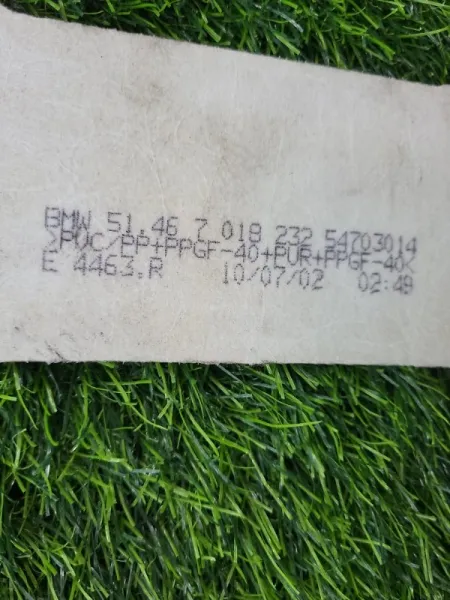 BMW 51.46 7 018 232 54703014
>PVC/PP+PPGF-40+PUR+PPGF-40<
E 4463.R 10/07/02 02:49